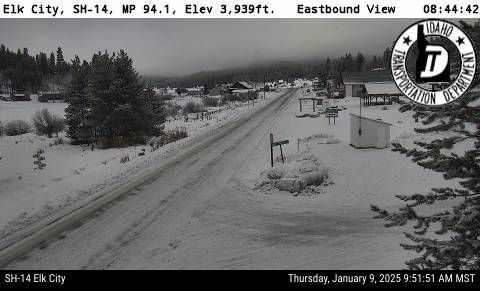 Elk City, SH-14, MP 94.1, Elev 3,939ft. Eastbound View 08:44:42
IDAHO
TRANSPORTATION DEPARTMENT
SH-14 Elk City Thursday, January 9, 2025 9:51:51 AM MST